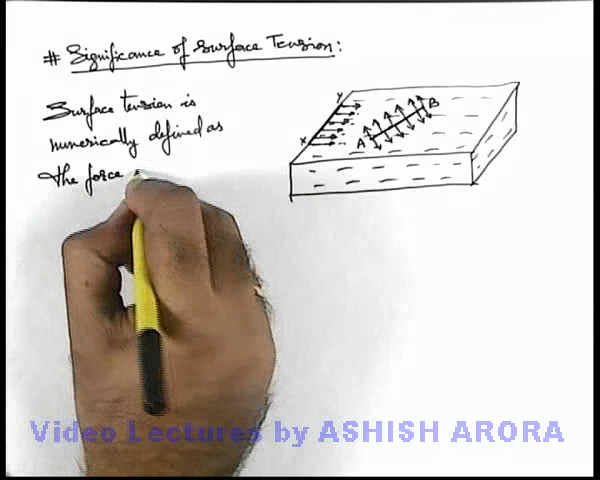 # Significance of Surface Tension:
Surface tension is
numerically defined as
the force
Y
X
A
B
Video Lectures by ASHISH ARORA